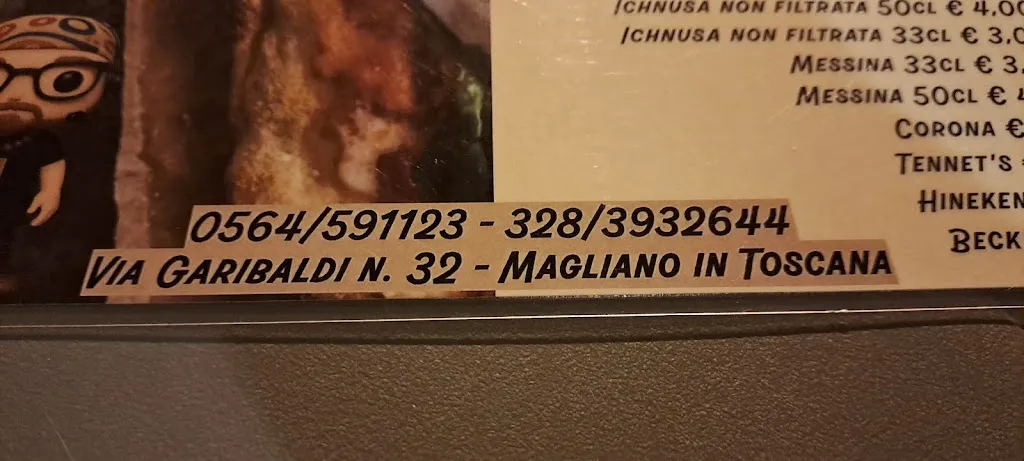 Ichnusa non filtrata 50cl € 4,00
Ichnusa non filtrata 33cl € 3,0
Messina 33cl € 3,
Messina 50cl €
Corona €
Tennet's
Hineken
Beck
0564/591123 - 328/3932644
Via Garibaldi n. 32 - Magliano in Toscana